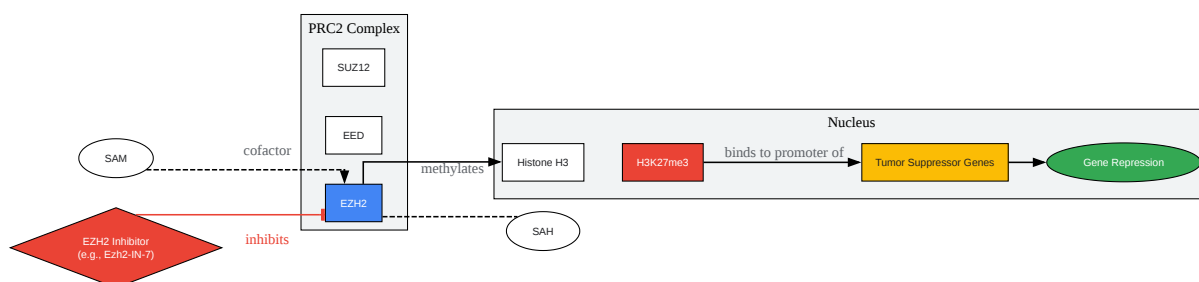 PRC2 Complex
SUZ12
EED
EZH2
SAM
cofactor
EZH2 Inhibitor
(e.g., Ezh2-IN-7)
inhibits
methylates
SAH
Nucleus
Histone H3
H3K27me3
binds to promoter of
Tumor Suppressor Genes
Gene Repression